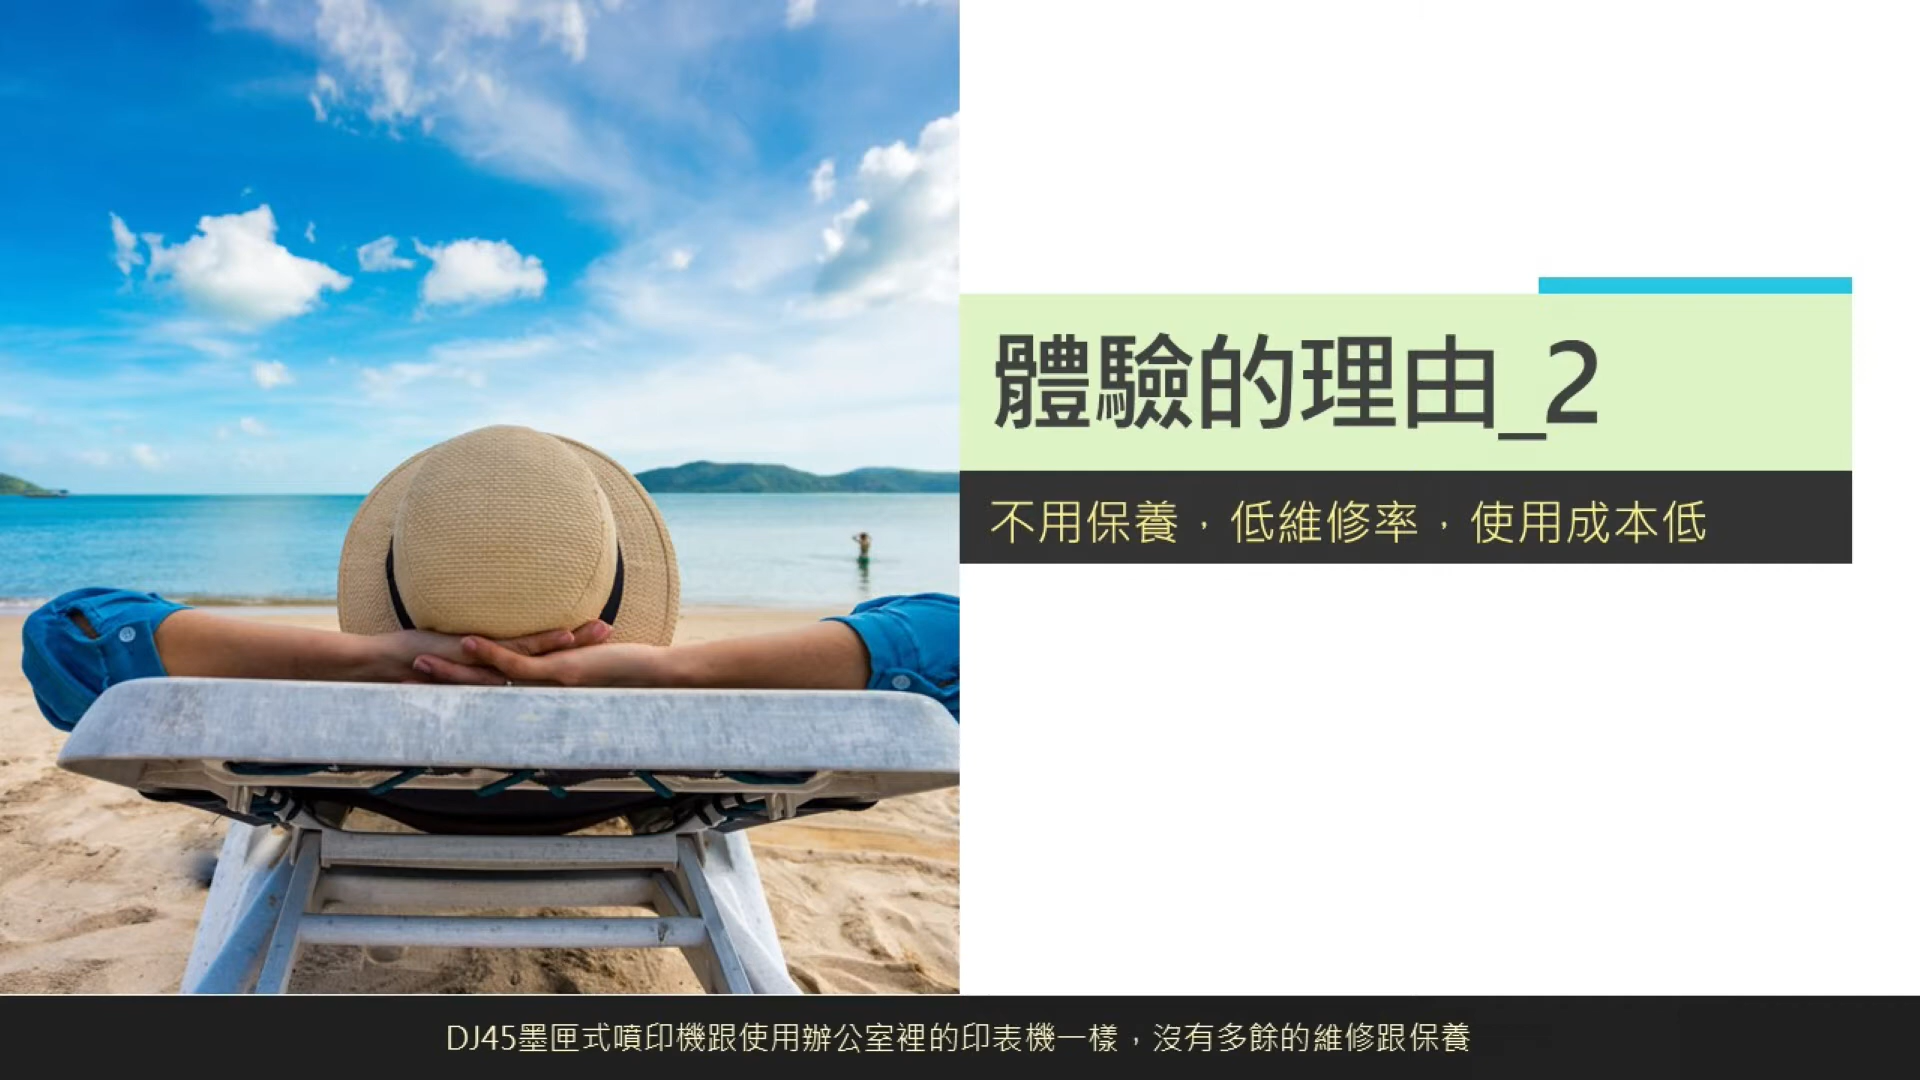 體驗的理由_2
不用保養，低維修率，使用成本低
DJ45墨匣式噴印機跟使用辦公室裡的印表機一樣，沒有多餘的維修跟保養